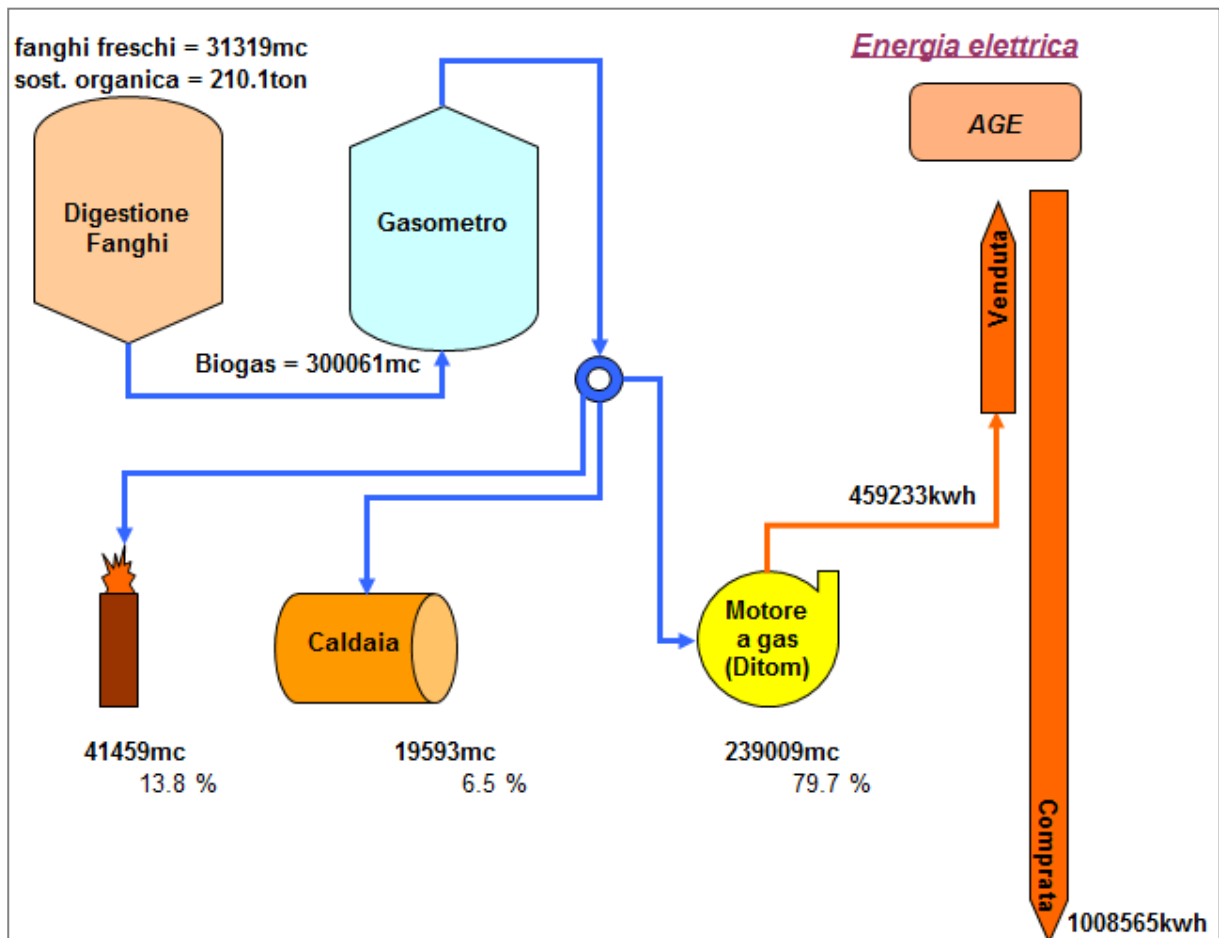 fanghi freschi = 31319mc
sost. organica = 210.1ton
Energia elettrica
AGE
Digestione
Fanghi
Gasometro
Venduta
Biogas = 300061mc
459233kwh
Caldaia
Motore
a gas
(Ditom)
41459mc
13.8 %
19593mc
6.5 %
239009mc
79.7 %
Comprata
1008565kwh